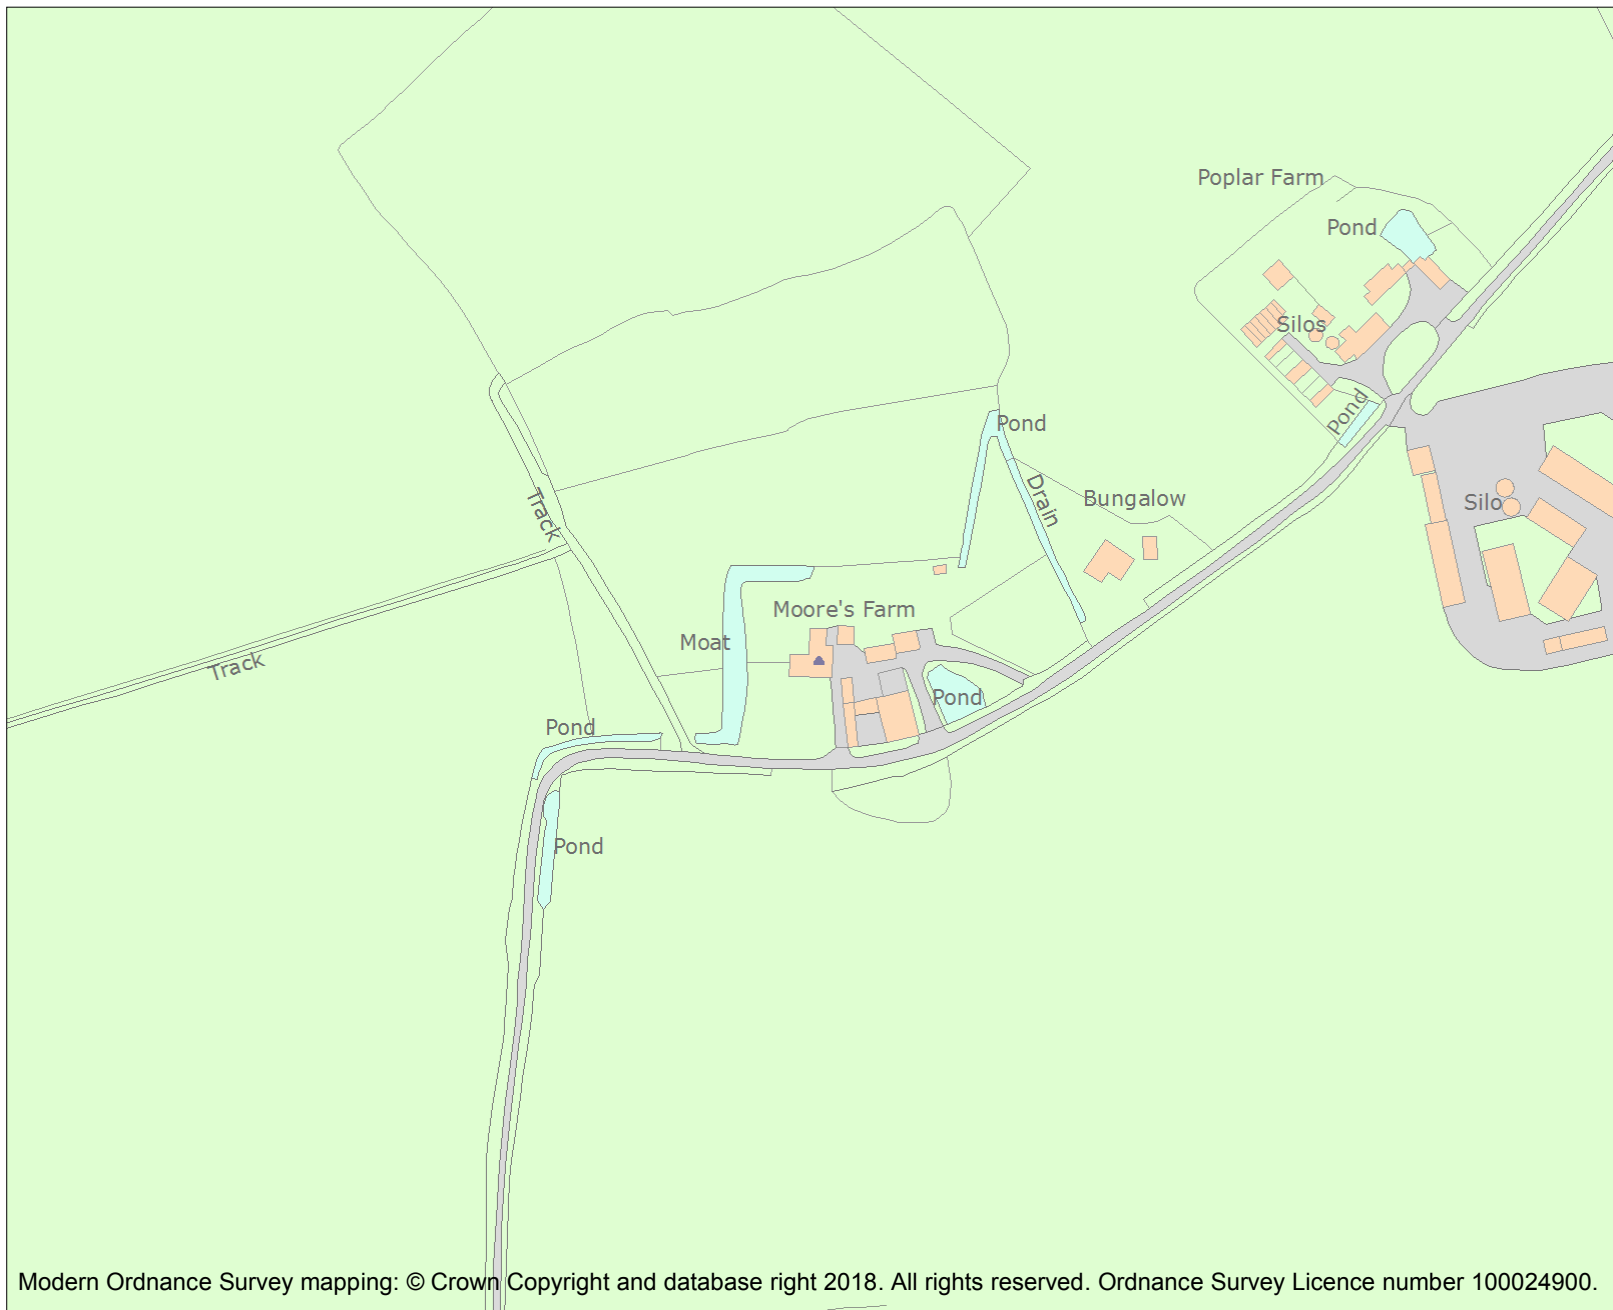 Poplar Farm
Pond
Silos
Pond
Pond
Drain
Bungalow
Silo
Track
Moore's Farm
Moat
Track
Pond
Pond
Pond
Modern Ordnance Survey mapping: © Crown Copyright and database right 2018. All rights reserved. Ordnance Survey Licence number 100024900.